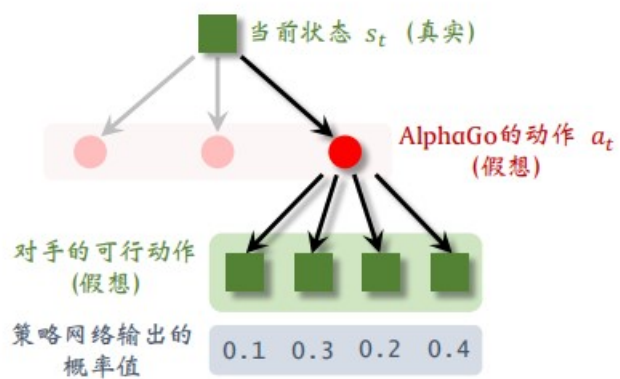 当前状态 s_t (真实)
AlphaGo的动作 a_t
(假想)
对手的可行动作
(假想)
策略网络输出的
概率值
0.1 0.3 0.2 0.4